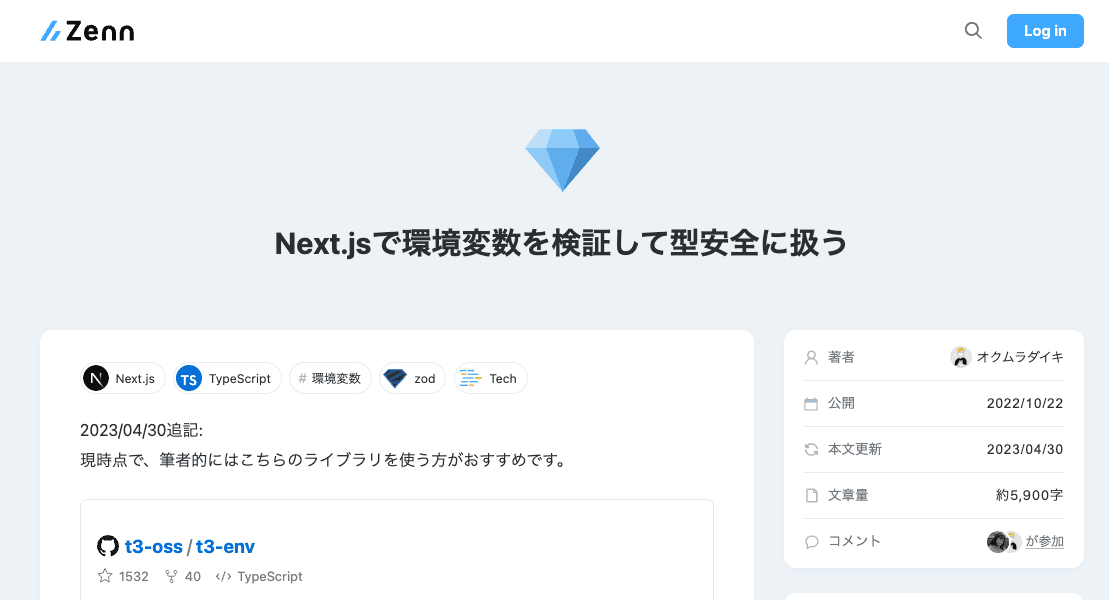 Zenn
Log in
Next.jsで環境変数を検証して型安全に扱う
Next.js
TS TypeScript
# 環境変数
zod
Tech
2023/04/30追記:
現時点で、筆者的にはこちらのライブラリを使う方がおすすめです。
t3-oss/t3-env
1532 40 </> TypeScript
著者 オクムラダイキ
公開 2022/10/22
本文更新 2023/04/30
文章量 約5,900字
コメント が参加